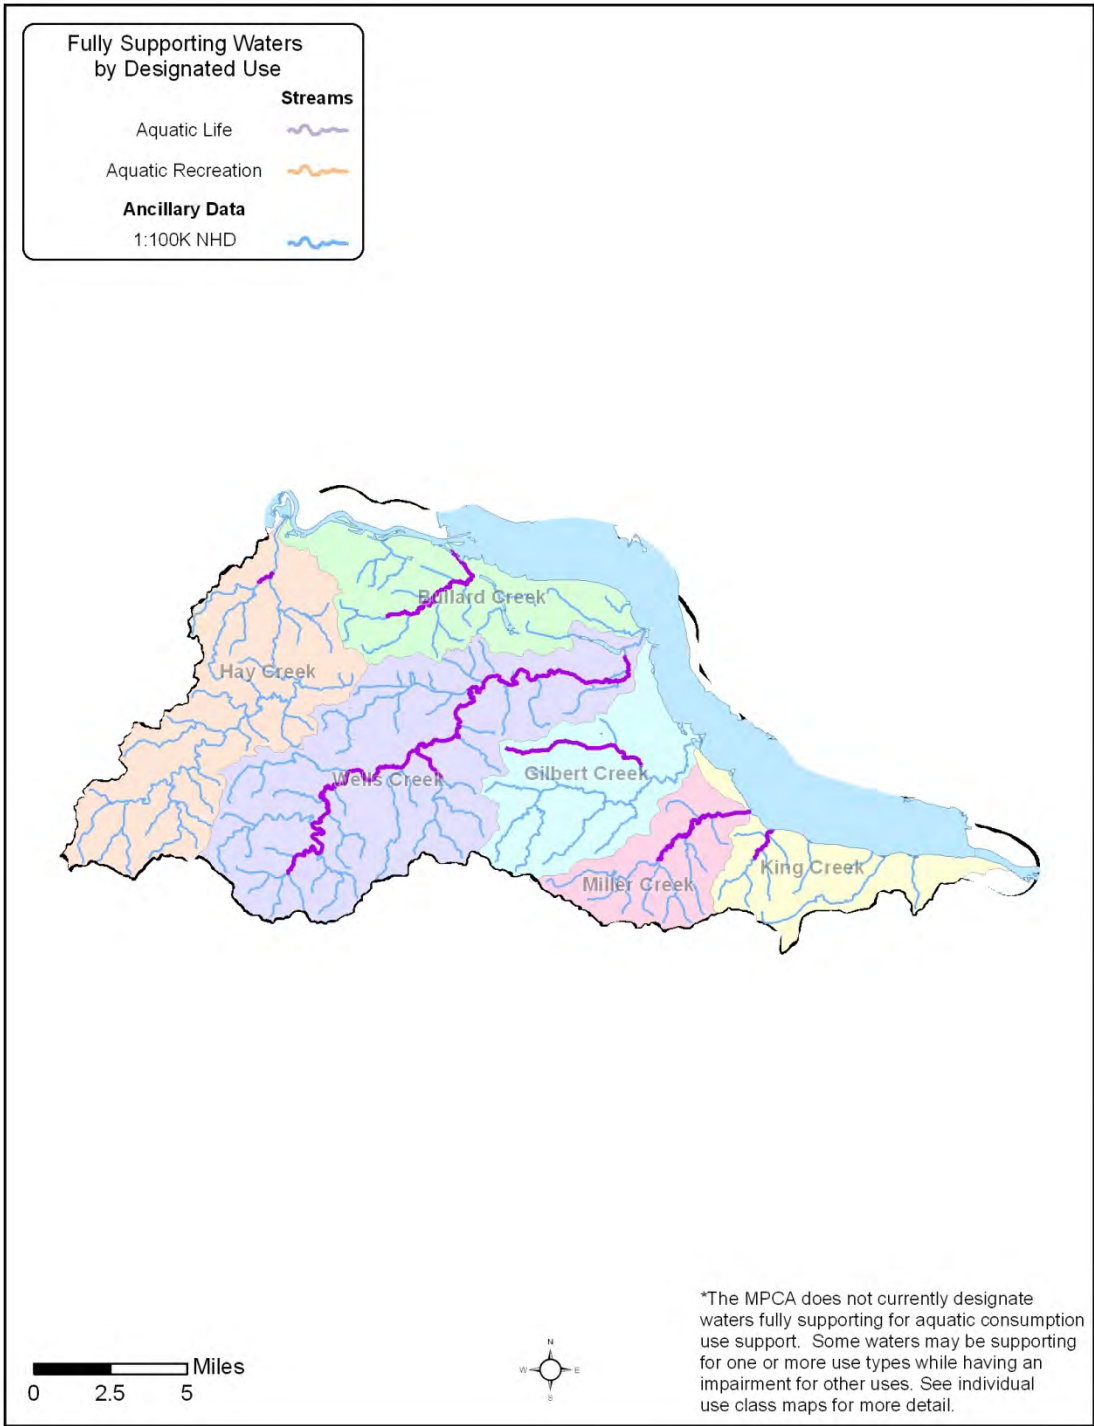 Fully Supporting Waters
by Designated Use
Streams
Aquatic Life
Aquatic Recreation
Ancillary Data
1:100K NHD
Bullard Creek
Hay Creek
Wells Creek
Gilbert Creek
Miller Creek
King Creek
Miles
0 2.5 5
N
W E
S
*The MPCA does not currently designate
waters fully supporting for aquatic consumption
use support. Some waters may be supporting
for one or more use types while having an
impairment for other uses. See individual
use class maps for more detail.